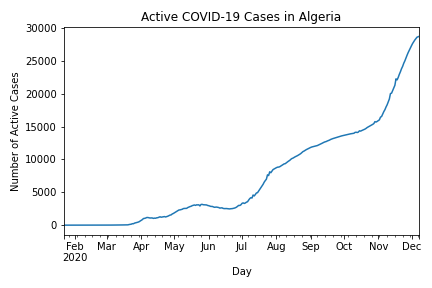 Active COVID-19 Cases in Algeria
30000
25000
20000
15000
10000
5000
0
Number of Active Cases
Feb Mar Apr May Jun Jul Aug Sep Oct Nov Dec
2020
Day